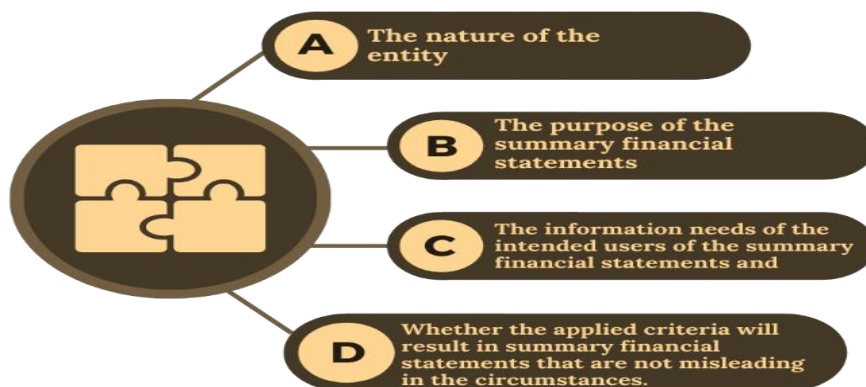 A
The nature of the
entity
B
The purpose of the
summary financial
statements
C
The information needs of the
intended users of the summary
financial statements and
D
Whether the applied criteria will
result in summary financial
statements that are not misleading
in the circumstances.